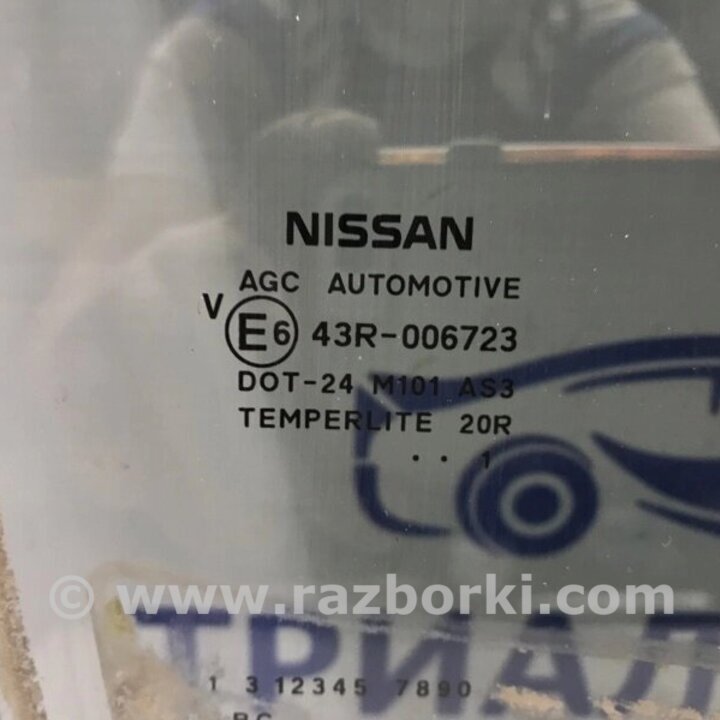 NISSAN
AGC AUTOMOTIVE
V E6 43R-006723
DOT-24 M101 AS3
TEMPERLITE 20R
. . 1
© www.razborki.com
ТРИАЛ
1 3 12345 7890